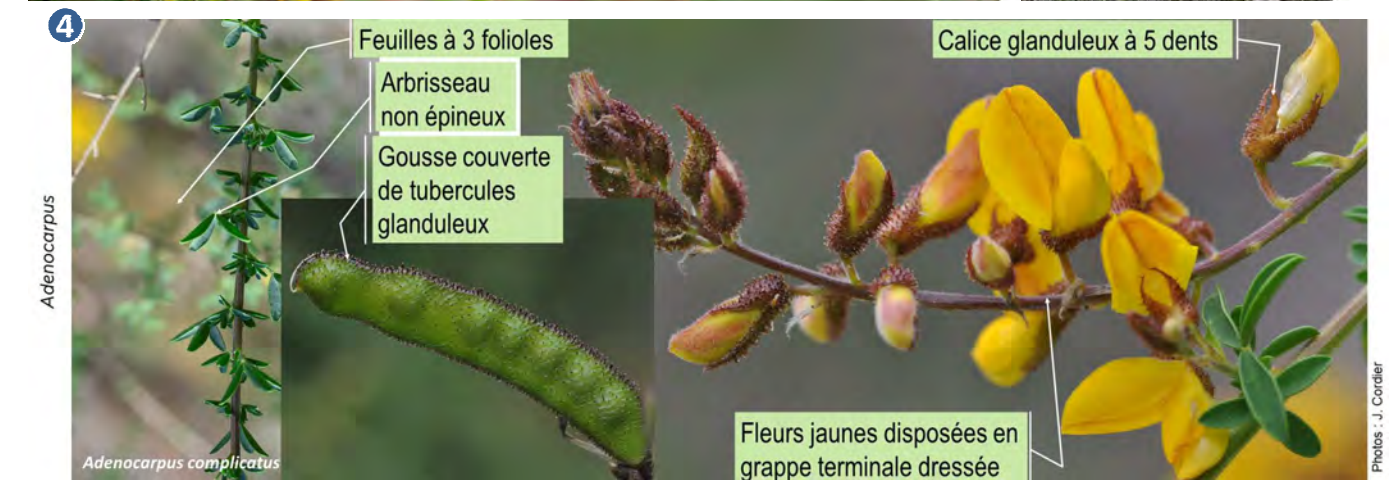 4
Feuilles à 3 folioles
Arbrisseau
non épineux
Gousse couverte
de tubercules
glanduleux
Calice glanduleux à 5 dents
Fleurs jaunes disposées en
grappe terminale dressée
Adenocarpus
Adenocarpus complicatus
Photos : J. Cordier